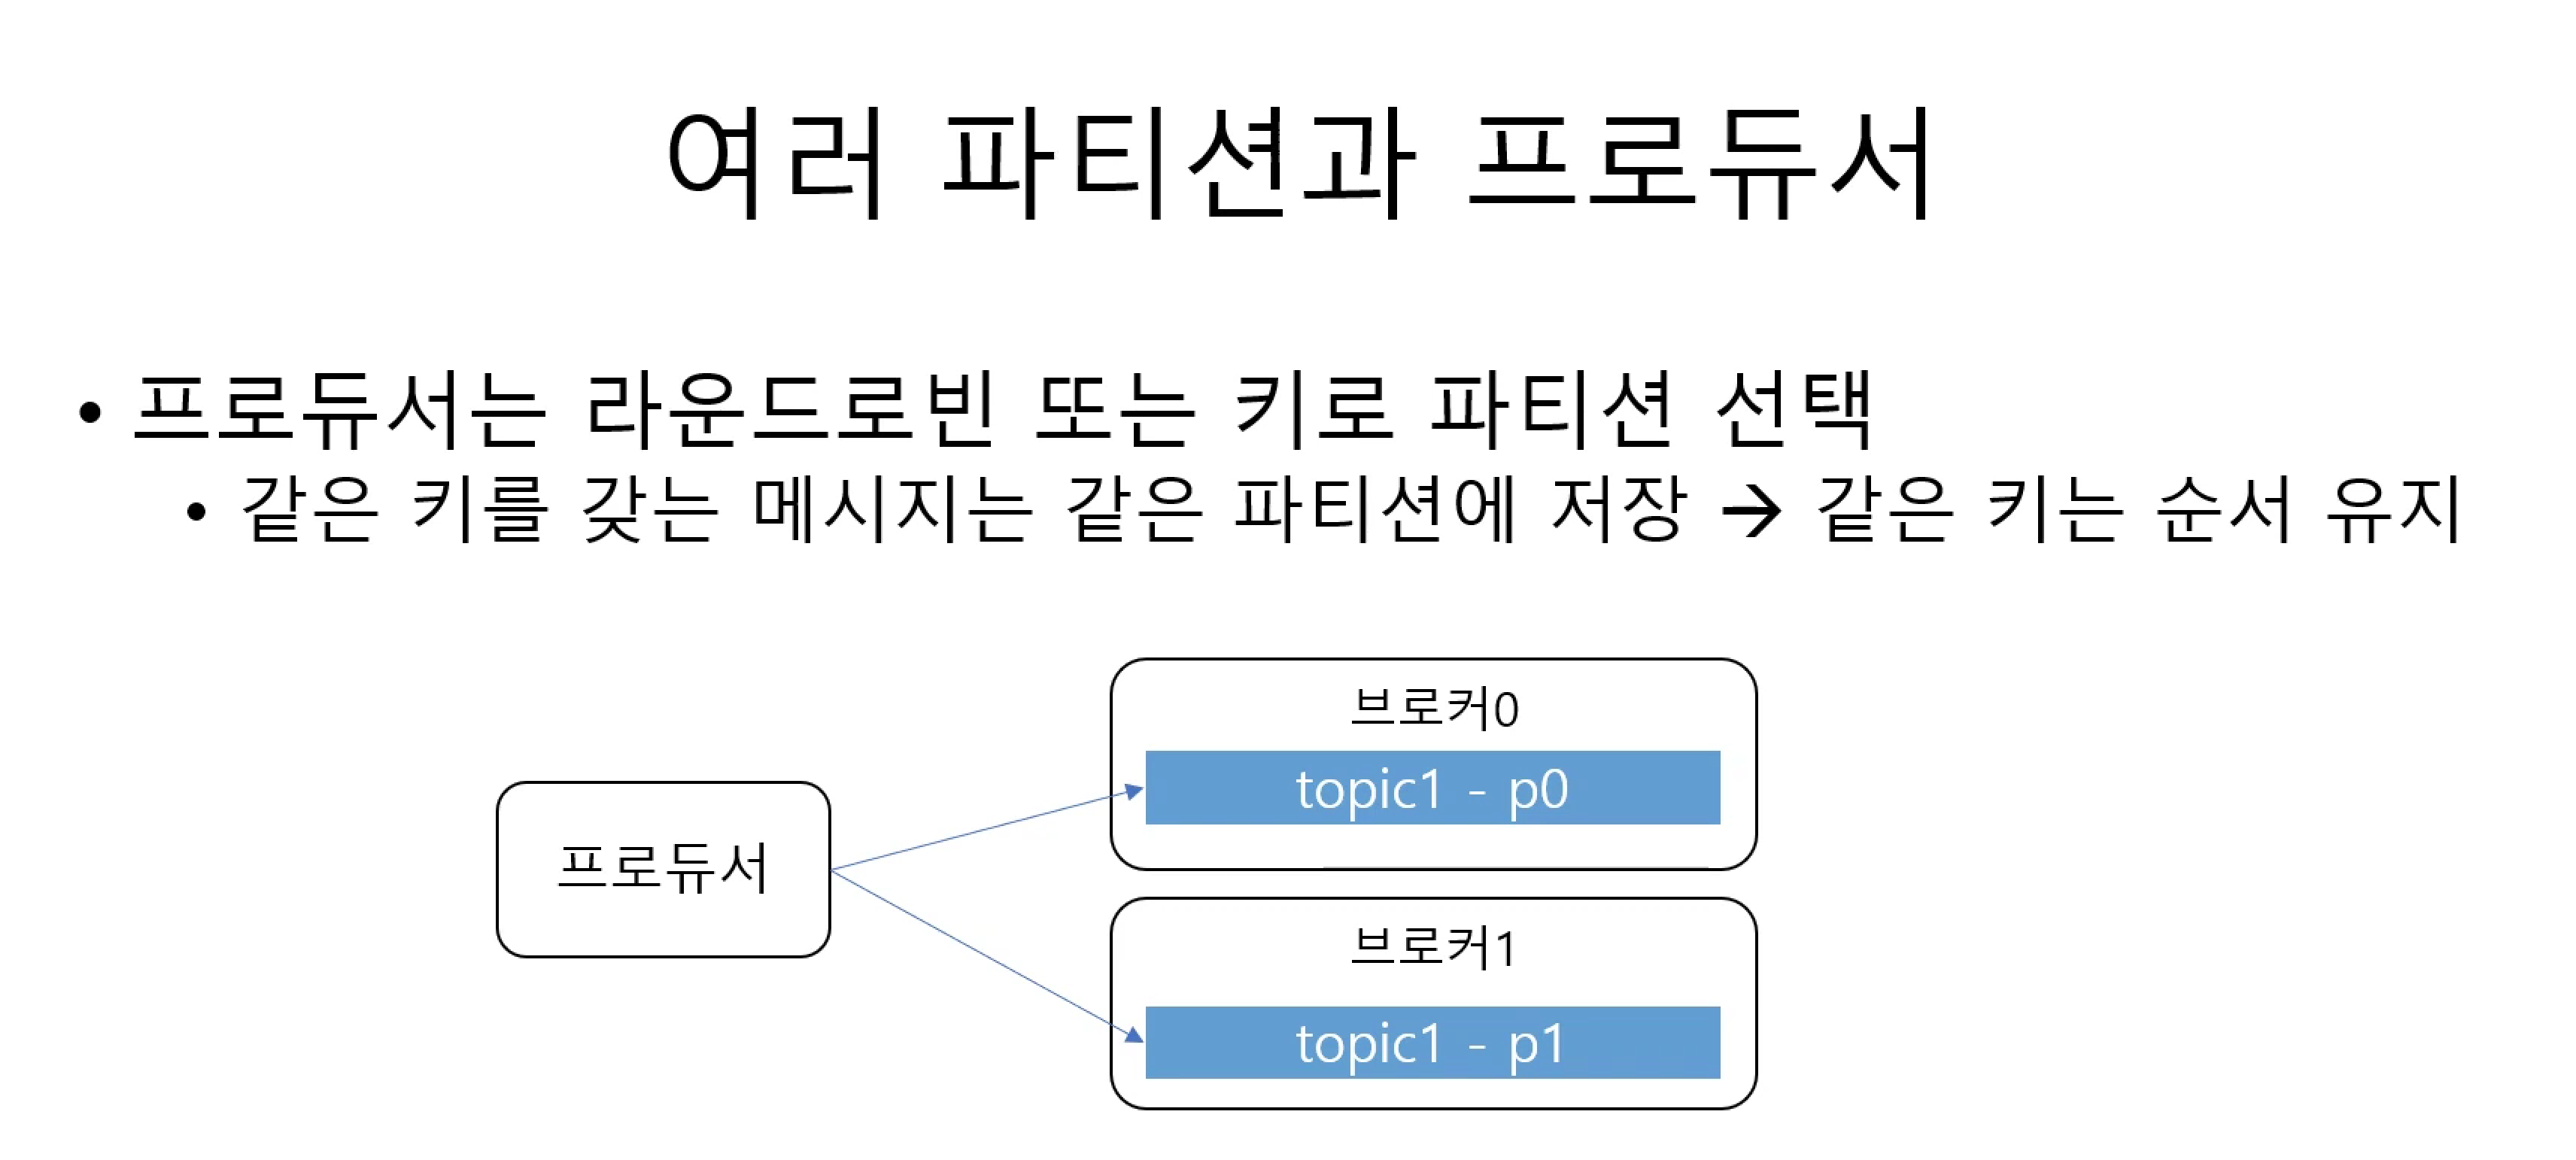 여러 파티션과 프로듀서
• 프로듀서는 라운드로빈 또는 키로 파티션 선택
• 같은 키를 갖는 메시지는 같은 파티션에 저장 → 같은 키는 순서 유지
브로커0
topic1 - p0
프로듀서
브로커1
topic1 - p1